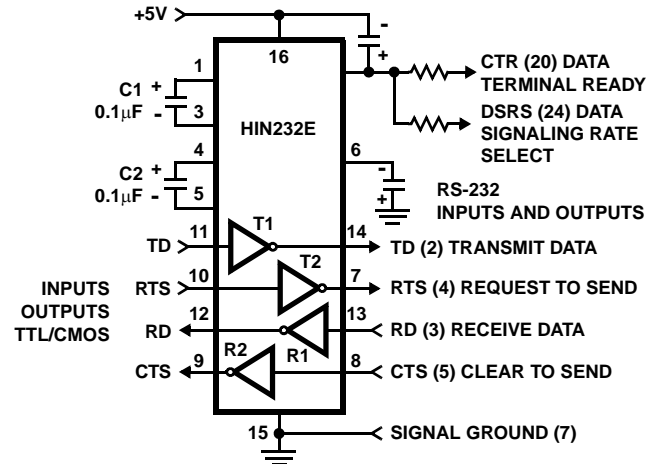 +5V
-
+
16
1
C1
+
0.1μF
-
3
HIN232E
CTR (20) DATA
TERMINAL READY
DSRS (24) DATA
SIGNALING RATE
SELECT
4
C2
+
0.1μF
-
5
6
-
+
RS-232
INPUTS AND OUTPUTS
11
T1
14
TD
TD (2) TRANSMIT DATA
T2
INPUTS
OUTPUTS
TTL/CMOS
10
7
RTS
RTS (4) REQUEST TO SEND
12
13
RD
RD (3) RECEIVE DATA
R1
9
R2
8
CTS
CTS (5) CLEAR TO SEND
15
SIGNAL GROUND (7)